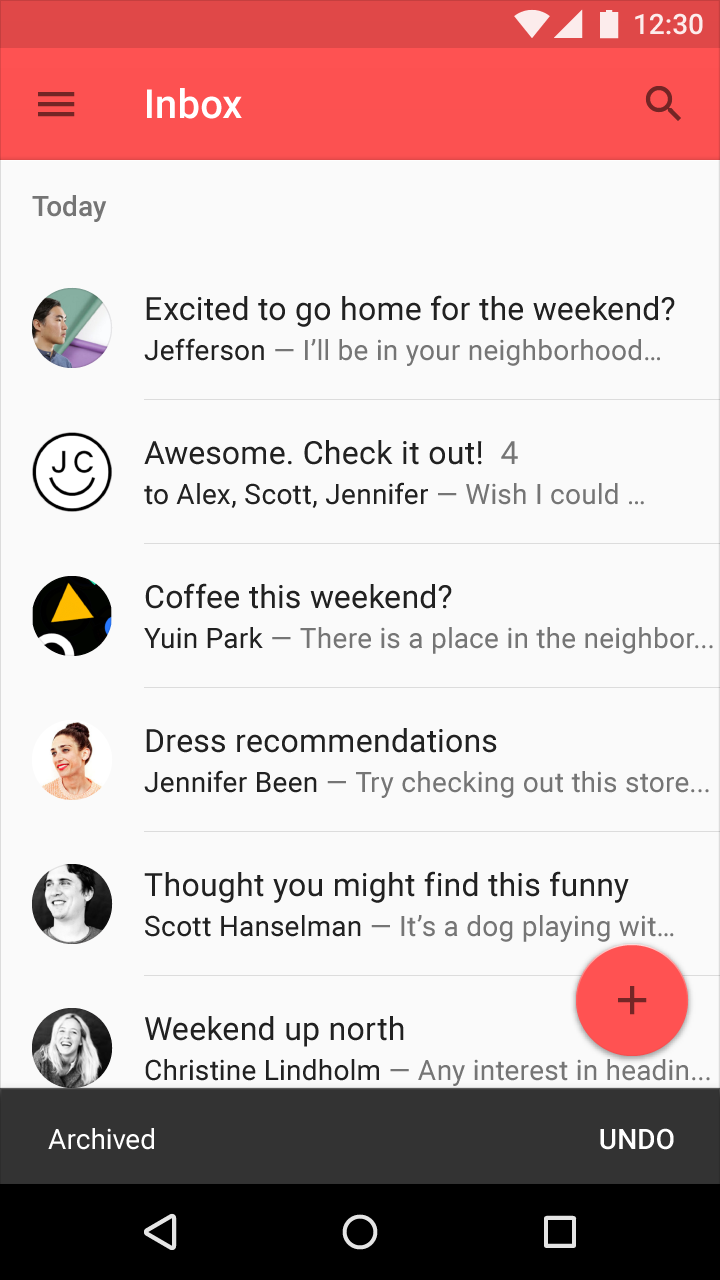 12:30
Inbox
Today
Excited to go home for the weekend?
Jefferson — I’ll be in your neighborhood…
J C
Awesome. Check it out! 4
to Alex, Scott, Jennifer — Wish I could …
Coffee this weekend?
Yuin Park — There is a place in the neighbor...
Dress recommendations
Jennifer Been — Try checking out this store...
Thought you might find this funny
Scott Hanselman — It’s a dog playing wit…
Weekend up north
Christine Lindholm — Any interest in headin...
Archived UNDO